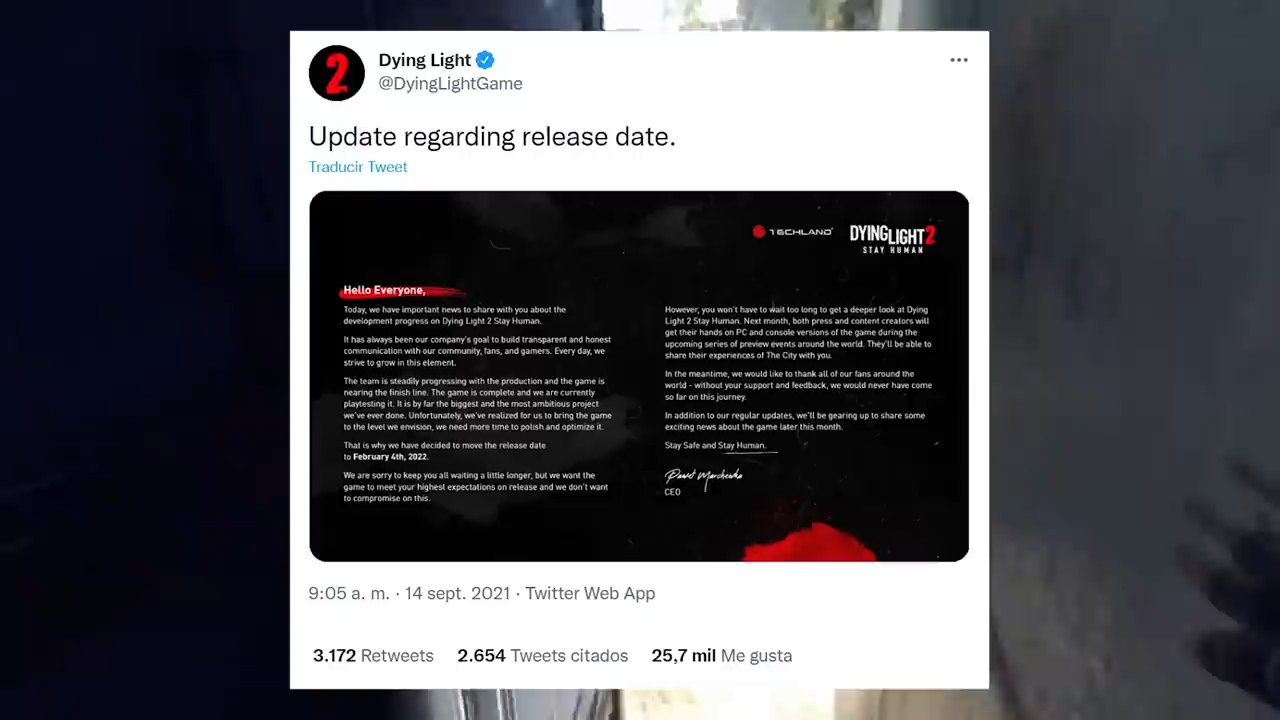 Dying Light
@DyingLightGame
Update regarding release date.
Traducir Tweet
TECHLAND
DYING LIGHT 2
STAY HUMAN
Hello Everyone,
Today, we have important news to share with you about the
development progress on Dying Light 2 Stay Human.
It has always been our company's goal to build transparent and honest
communication with our community, fans, and gamers. Every day, we
strive to grow in this element.
The team is steadily progressing with the production and the game is
nearing the finish line. The game is complete and we are currently
playtesting it. It is by far the biggest and the most ambitious project
we've ever done. Unfortunately, we've realized for us to bring the game
to the level we envision, we need more time to polish and optimize it.
That is why we have decided to move the release date
to February 4th, 2022.
We are sorry to keep you all waiting a little longer, but we want the
game to meet your highest expectations on release and we don't want
to compromise on this.
However, you won't have to wait too long to get a deeper look at Dying
Light 2 Stay Human. Next month, both press and content creators will
get their hands on PC and console versions of the game during the
upcoming series of preview events around the world. They'll be able to
share their experiences of The City with you.
In the meantime, we would like to thank all of our fans around the
world - without your support and feedback, we would never have come
so far on this journey.
In addition to our regular updates, we'll be gearing up to share some
exciting news about the game later this month.
Stay Safe and Stay Human.
Paweł Marchewka
CEO
9:05 a. m. · 14 sept. 2021 · Twitter Web App
3.172 Retweets 2.654 Tweets citados 25,7 mil Me gusta